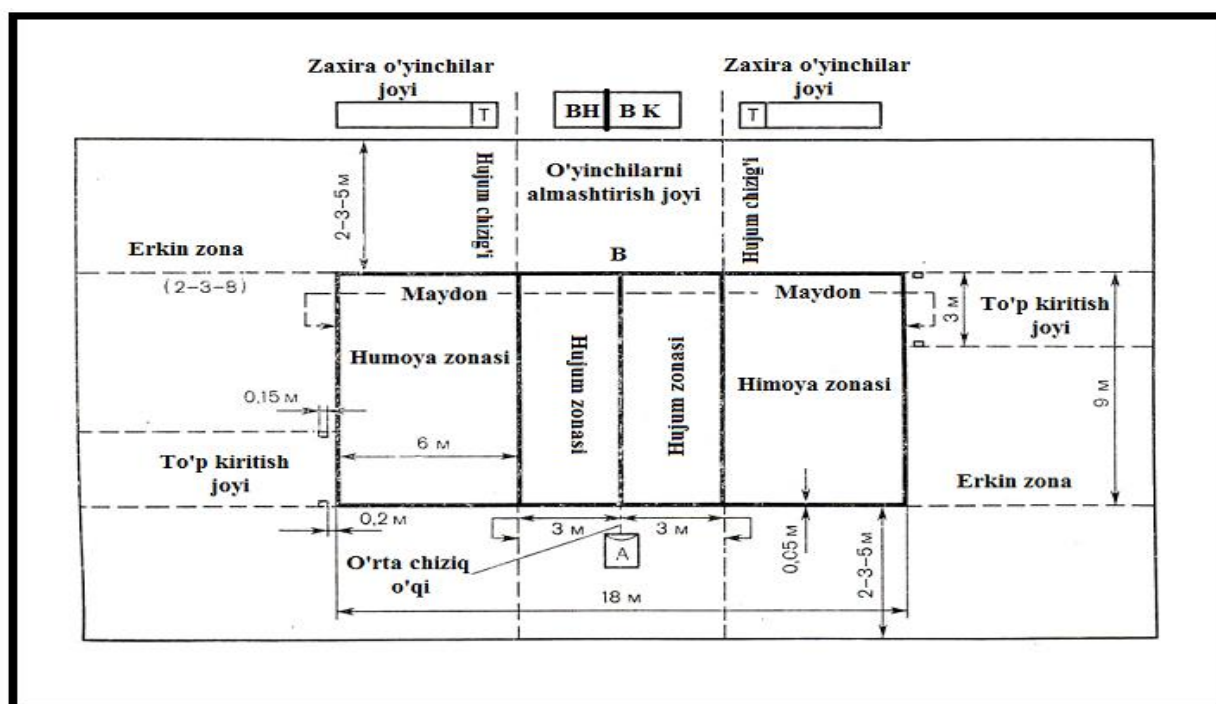 Zaxira o'yinchilar
joyi
Zaxira o'yinchilar
joyi
T
BH B K
T
Hujum chizig'i
O'yinchilarni
almashtirish joyi
Hujum chizig'i
2–3–5 м
Erkin zona
B
(2–3–8)
Maydon
Maydon
3 м
To'p kiritish
joyi
Humoya zonasi
Hujum zonasi
Hujum zonasi
Himoya zonasi
9 м
0,15 м
6 м
To'p kiritish
joyi
Erkin zona
0,2 м
3 м
3 м
0,05 м
2–3–5 м
O'rta chiziq
o'qi
A
18 м